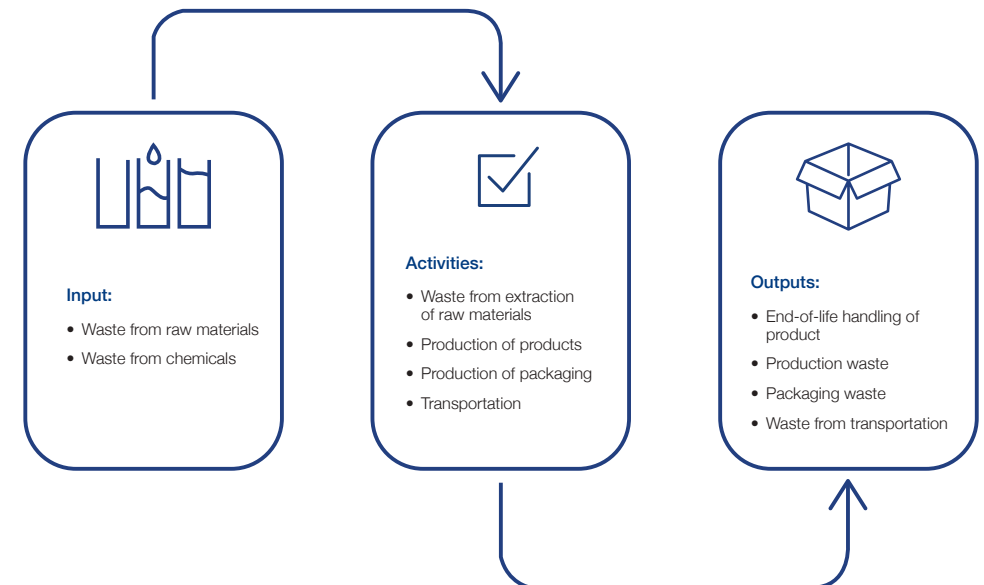 Input:
• Waste from raw materials
• Waste from chemicals
Activities:
• Waste from extraction
of raw materials
• Production of products
• Production of packaging
• Transportation
Outputs:
• End-of-life handling of
product
• Production waste
• Packaging waste
• Waste from transportation